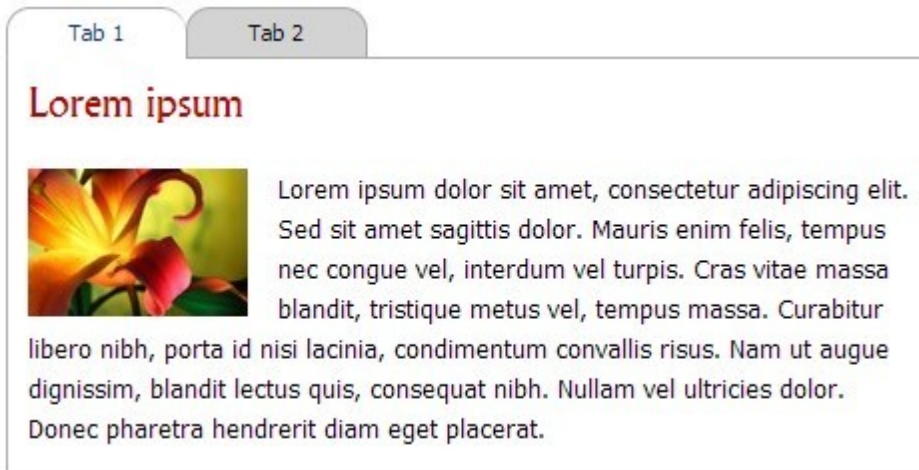 Tab 1 Tab 2
Lorem ipsum
Lorem ipsum dolor sit amet, consectetur adipiscing elit.
Sed sit amet sagittis dolor. Mauris enim felis, tempus
nec congue vel, interdum vel turpis. Cras vitae massa
blandit, tristique metus vel, tempus massa. Curabitur
libero nibh, porta id nisi lacinia, condimentum convallis risus. Nam ut augue
dignissim, blandit lectus quis, consequat nibh. Nullam vel ultricies dolor.
Donec pharetra hendrerit diam eget placerat.